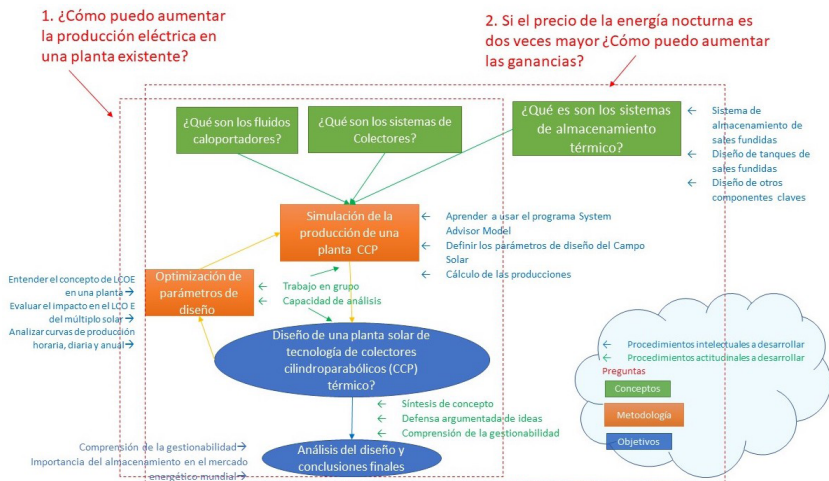 1. ¿Cómo puedo aumentar
la producción eléctrica en
una planta existente?
2. Si el precio de la energía nocturna es
dos veces mayor ¿Cómo puedo aumentar
las ganancias?
¿Qué son los fluidos
caloportadores?
¿Qué son los sistemas de
Colectores?
¿Qué es son los sistemas
de almacenamiento
térmico?
← Sistema de
almacenamiento de
sales fundidas
← Diseño de tanques de
sales fundidas
← Diseño de otros
componentes claves
Simulación de la
producción de una
planta CCP
← Aprender a usar el programa System
Advisor Model
← Definir los parámetros de diseño del Campo
Solar
← Cálculo de las producciones
Entender el concepto de LCOE
en una planta→
Evaluar el impacto en el LCO E
del múltiplo solar→
Analizar curvas de producción
horaria, diaria y anual→
Optimización de
parámetros de
diseño
← Trabajo en grupo
← Capacidad de análisis
Diseño de una planta solar de
tecnología de colectores
cilindroparabólicos (CCP)
térmico?
← Síntesis de concepto
← Defensa argumentada de ideas
← Comprensión de la gestionabilidad
Comprensión de la gestionabilidad→
Importancia del almacenamiento en el mercado
energético mundial→
Análisis del diseño y
conclusiones finales
← Procedimientos intelectuales a desarrollar
← Procedimientos actitudinales a desarrollar
Preguntas
Conceptos
Metodología
Objetivos